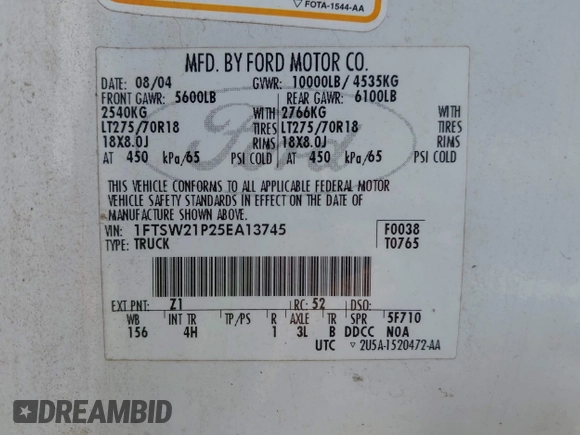 ▽ FOTA-1544-AA
MFD. BY FORD MOTOR CO.
DATE: 08/04 GVWR: 10000LB/ 4535KG
FRONT GAWR: 5600LB REAR GAWR: 6100LB
2540KG WITH 2766KG WITH
LT275/70R18 TIRES LT275/70R18 TIRES
18X8.0J RIMS 18X8.0J RIMS
AT 450 kPa/65 PSI COLD AT 450 kPa/65 PSI COLD
THIS VEHICLE CONFORMS TO ALL APPLICABLE FEDERAL MOTOR
VEHICLE SAFETY STANDARDS IN EFFECT ON THE DATE OF
MANUFACTURE SHOWN ABOVE.
VIN: 1FTSW21P25EA13745 F0038
TYPE: TRUCK T0765
EXT PNT: Z1 RC: 52 DSO:
WB INT TR TP/PS R AXLE TR SPR 5F710
156 4H 1 3L B DDCC NOA
UTC ▽ 2U5A-1520472-AA
Ford
DREAMBID